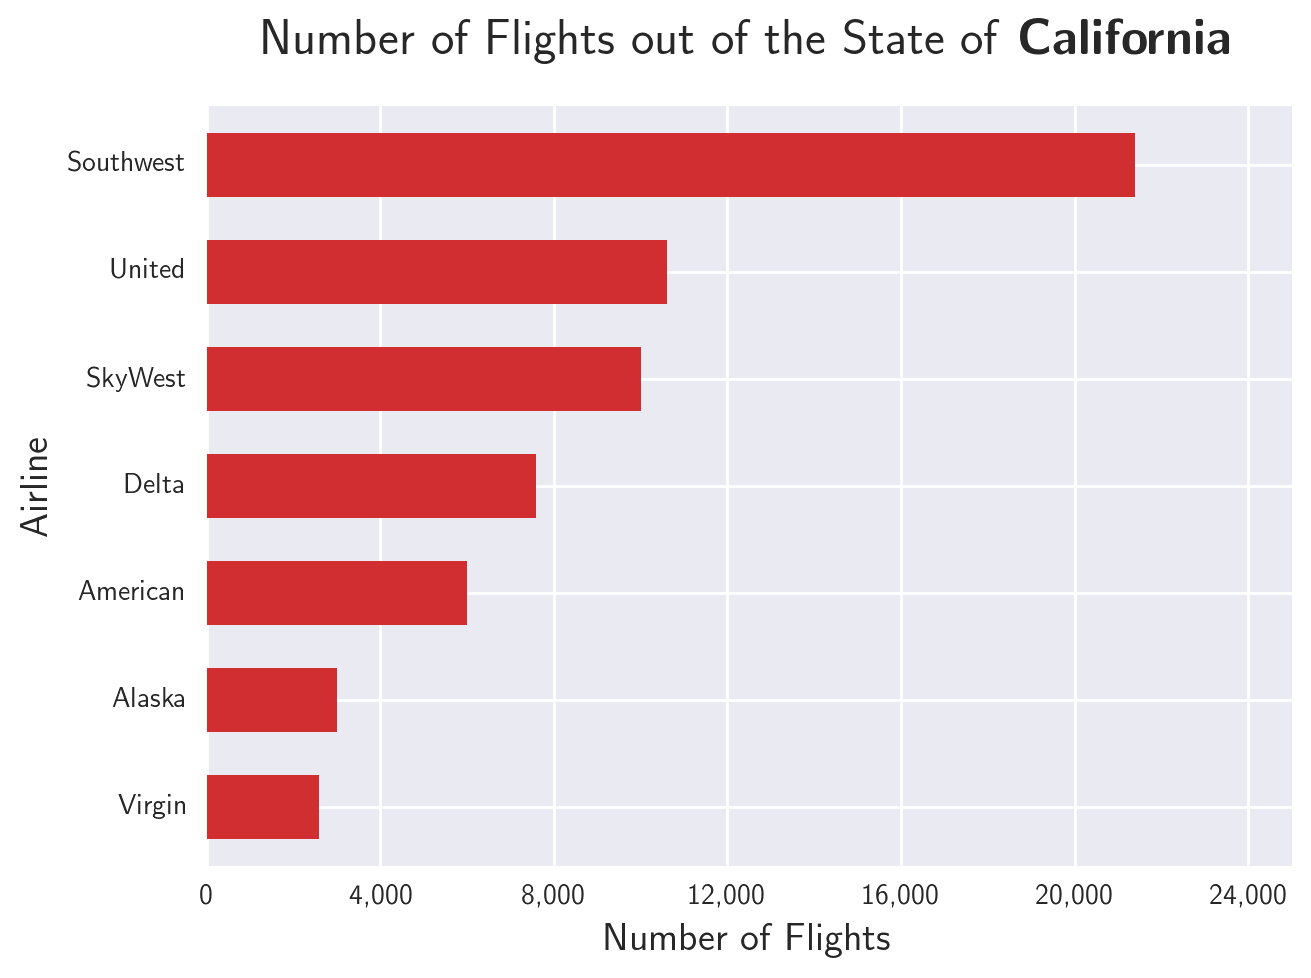 Number of Flights out of the State of California
Southwest
United
SkyWest
Delta
American
Alaska
Virgin
Airline
0 4,000 8,000 12,000 16,000 20,000 24,000
Number of Flights